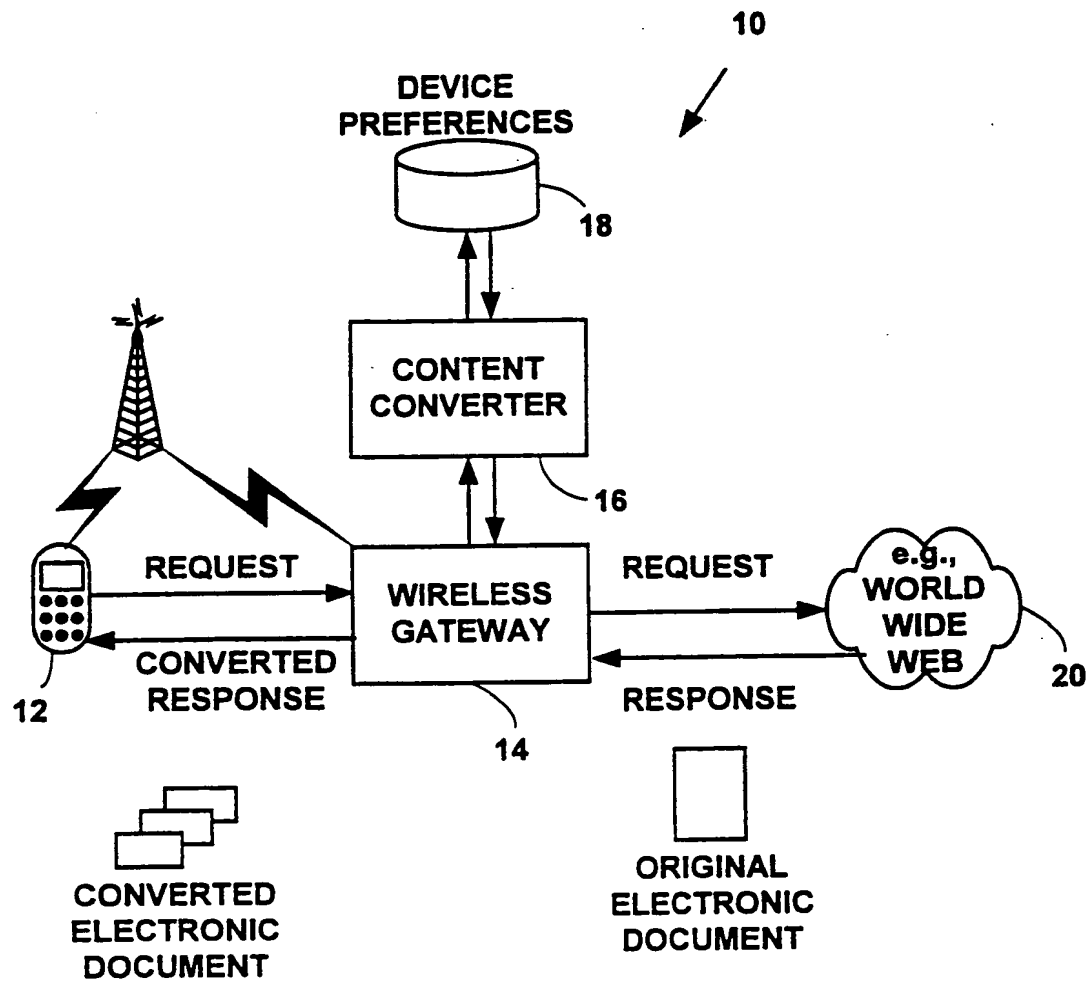 10
DEVICE
PREFERENCES
18
CONTENT
CONVERTER
16
REQUEST
WIRELESS
GATEWAY
REQUEST
e.g.,
WORLD
WIDE
WEB
CONVERTED
RESPONSE
RESPONSE
12
14
20
CONVERTED
ELECTRONIC
DOCUMENT
ORIGINAL
ELECTRONIC
DOCUMENT